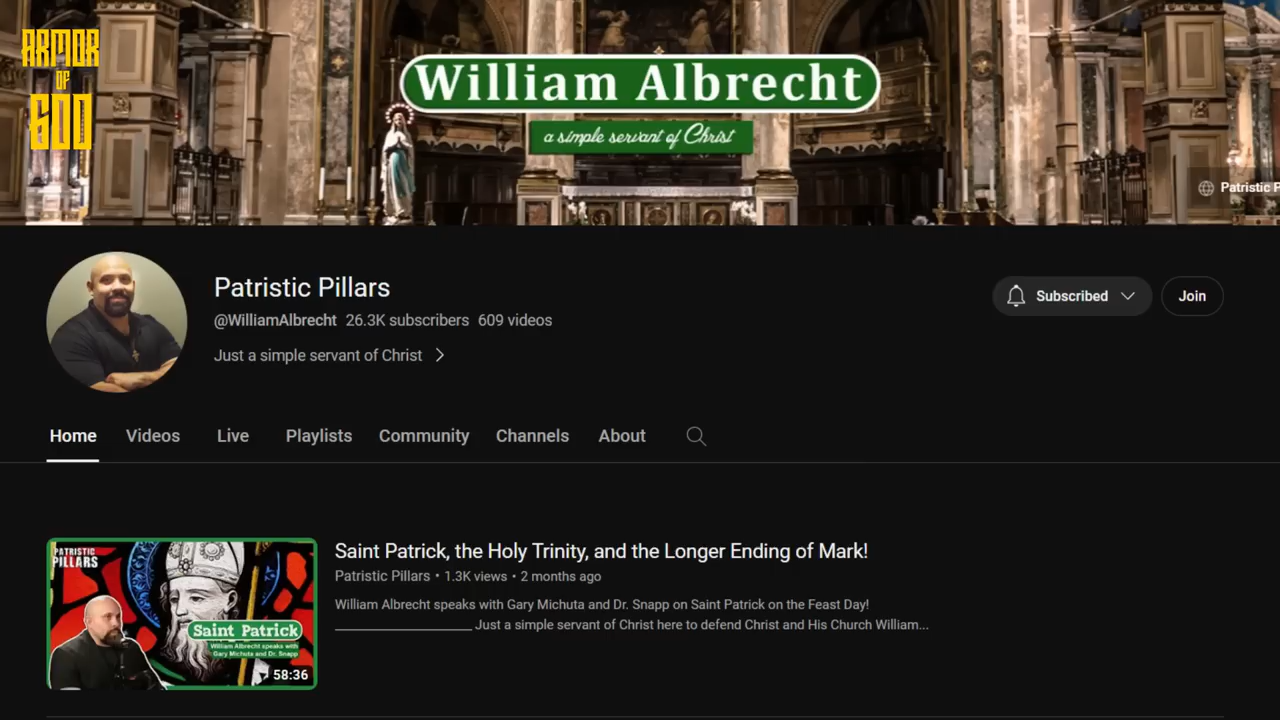 ARMOR
OF
GOD
William Albrecht
a simple servant of Christ
Patristic P
Patristic Pillars
@WilliamAlbrecht 26.3K subscribers 609 videos
Just a simple servant of Christ
Subscribed
Join
Home Videos Live Playlists Community Channels About
PATRISTIC
PILLARS
Saint Patrick
William Albrecht speaks with
Gary Michuta and Dr. Snapp
58:36
Saint Patrick, the Holy Trinity, and the Longer Ending of Mark!
Patristic Pillars • 1.3K views • 2 months ago
William Albrecht speaks with Gary Michuta and Dr. Snapp on Saint Patrick on the Feast Day!
____________________ Just a simple servant of Christ here to defend Christ and His Church William...